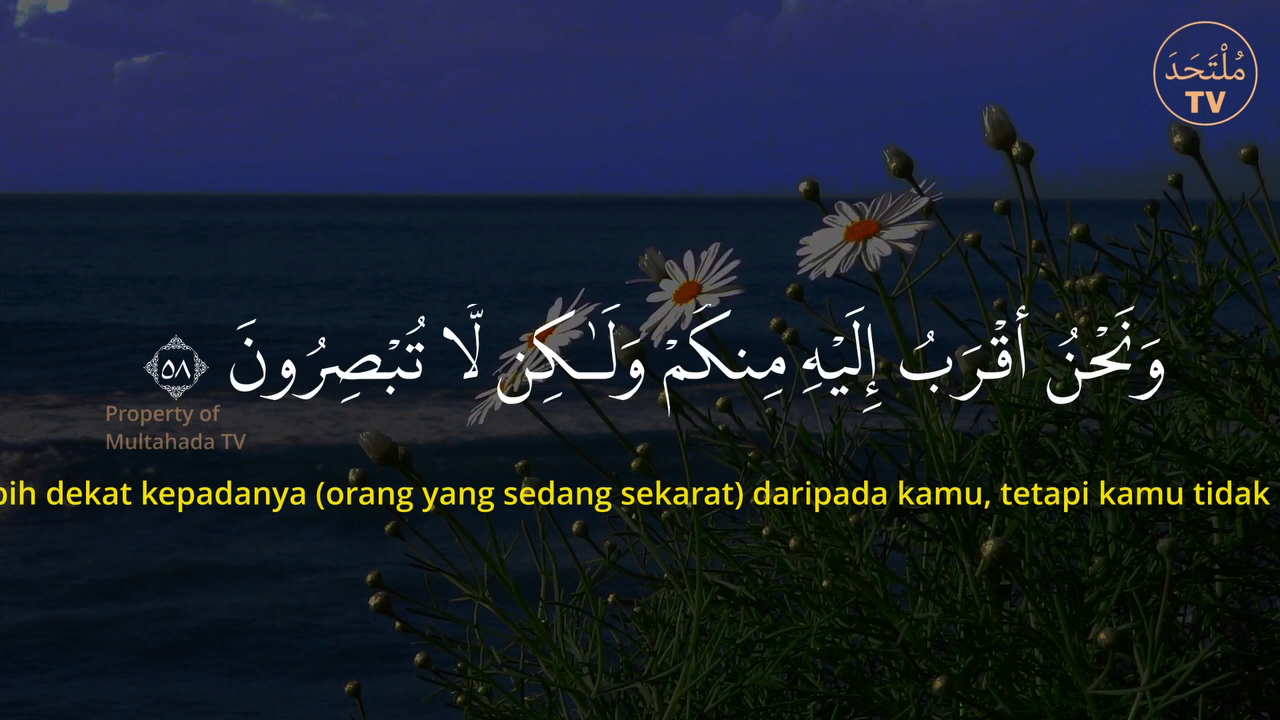 مُلْتَحَدَ
TV
وَنَحْنُ أَقْرَبُ إِلَيْهِ مِنكُمْ وَلَـٰكِن لَّا تُبْصِرُونَ ٥٨
Property of
Multahada TV
bih dekat kepadanya (orang yang sedang sekarat) daripada kamu, tetapi kamu tidak